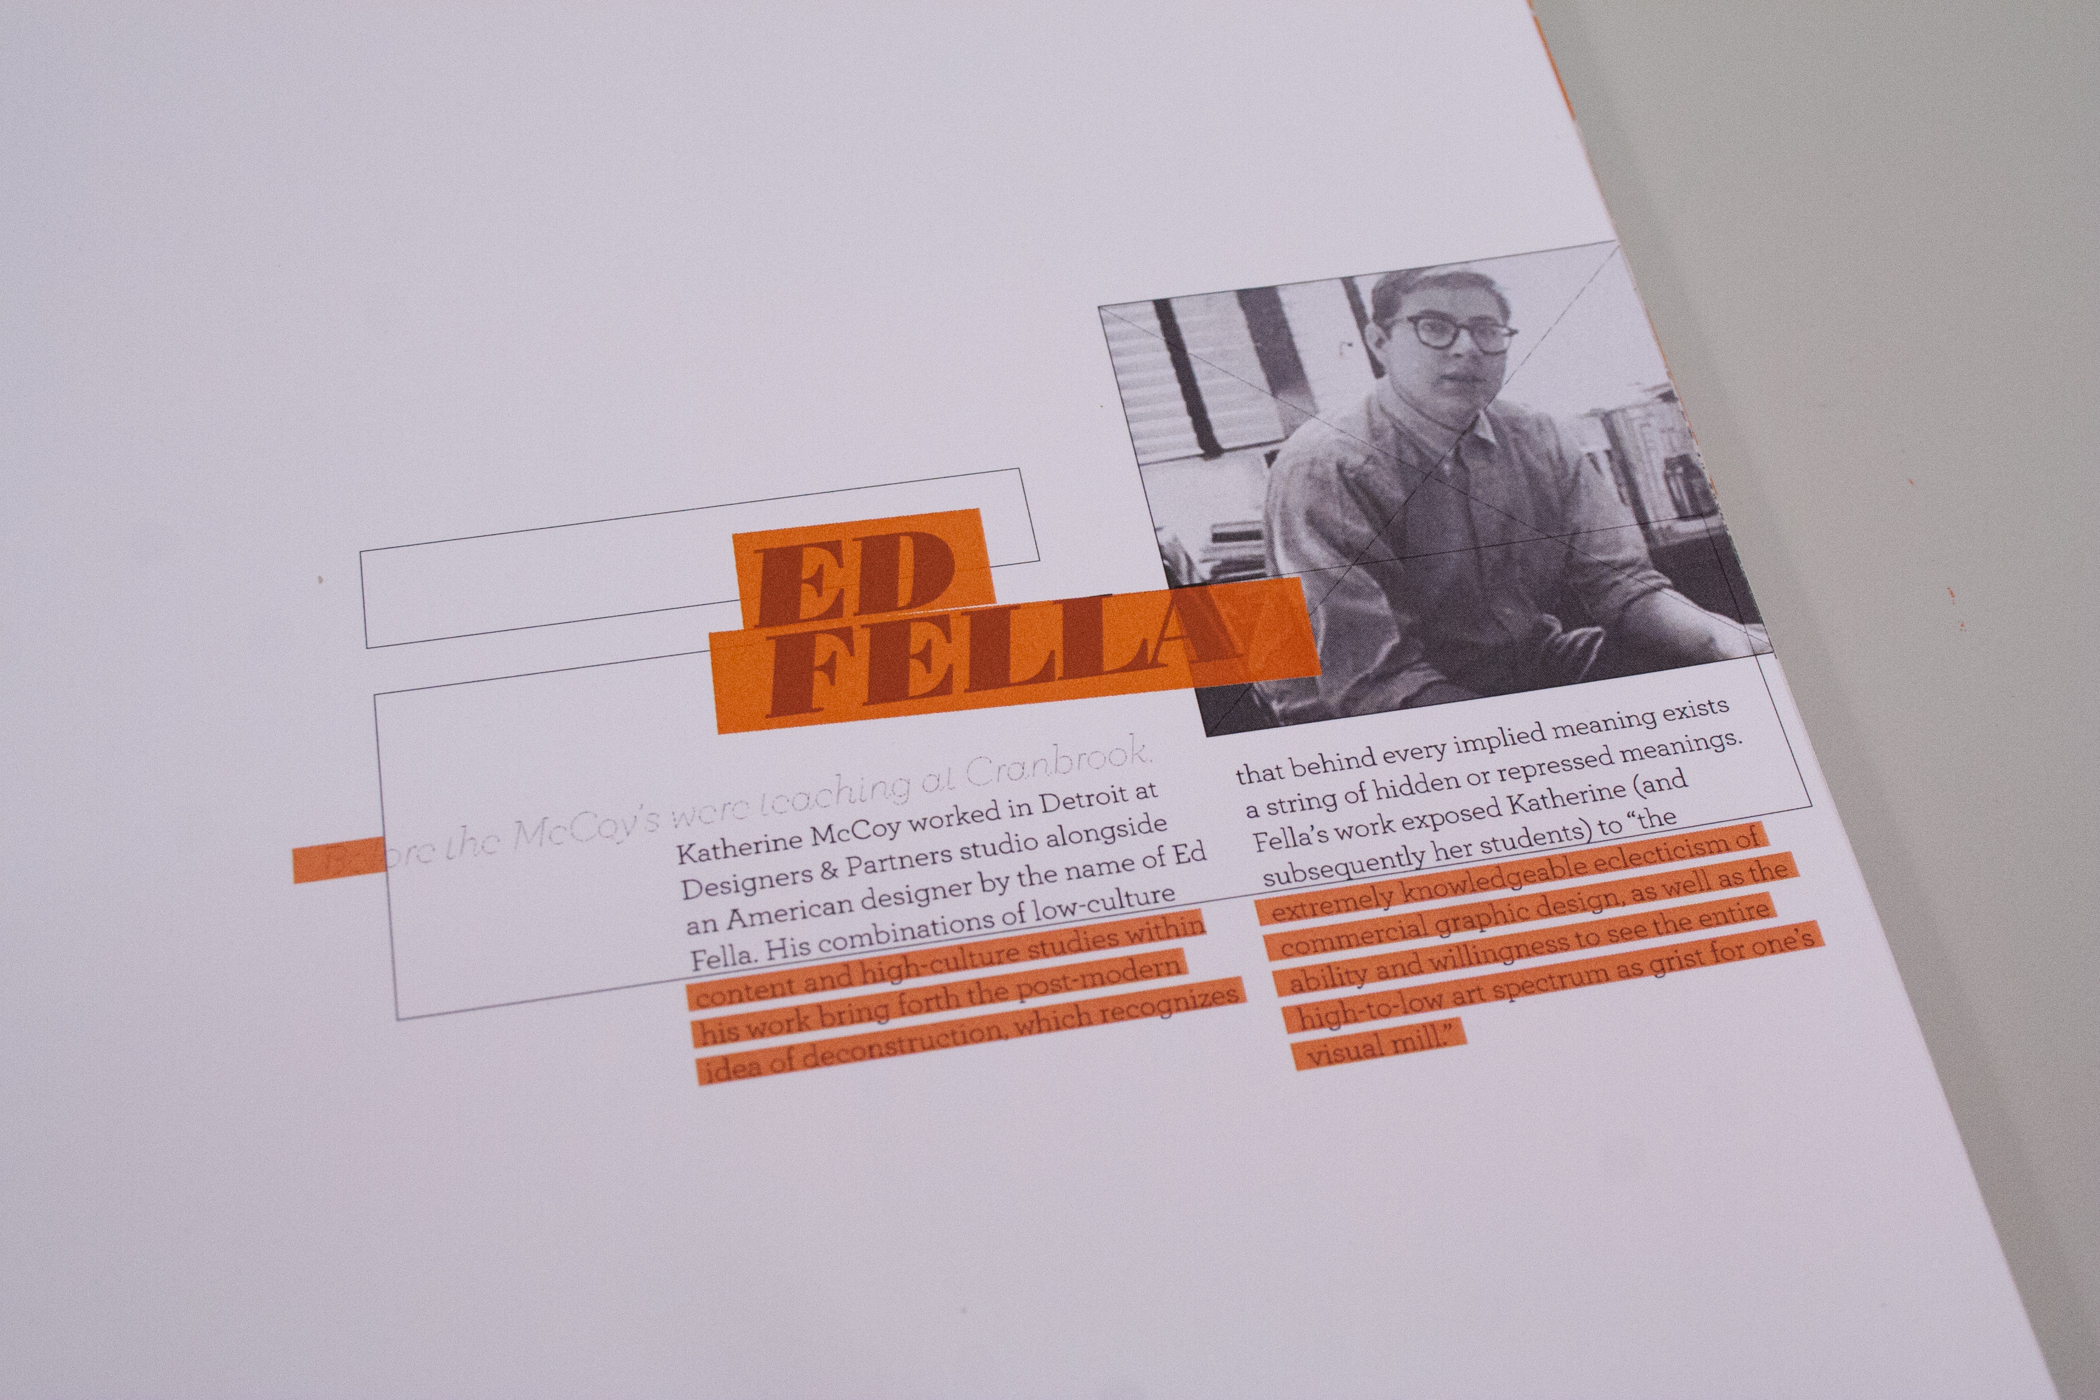 ED
FELLA
Before the McCoy's were teaching at Cranbrook.
Katherine McCoy worked in Detroit at
Designers & Partners studio alongside
an American designer by the name of Ed
Fella. His combinations of low-culture
content and high-culture studies within
his work bring forth the post-modern
idea of deconstruction, which recognizes
that behind every implied meaning exists
a string of hidden or repressed meanings.
Fella's work exposed Katherine (and
subsequently her students) to “the
extremely knowledgeable eclecticism of
commercial graphic design, as well as the
ability and willingness to see the entire
high-to-low art spectrum as grist for one's
visual mill.”